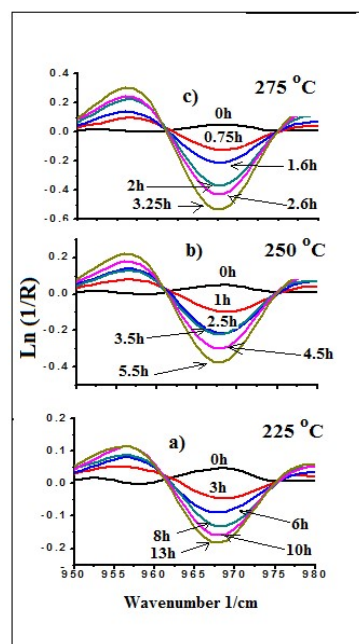 c) 275 °C
0.4
0.2
0.0
-0.2
-0.4
-0.6
0h
0.75h
1.6h
2h
2.6h
3.25h
Ln (1/R)
b) 250 °C
0.2
0.0
-0.2
-0.4
0h
1h
2.5h
3.5h
4.5h
5.5h
a) 225 °C
0.2
0.1
0.0
-0.1
-0.2
0h
3h
6h
8h
10h
13h
950 955 960 965 970 975 980
Wavenumber 1/cm